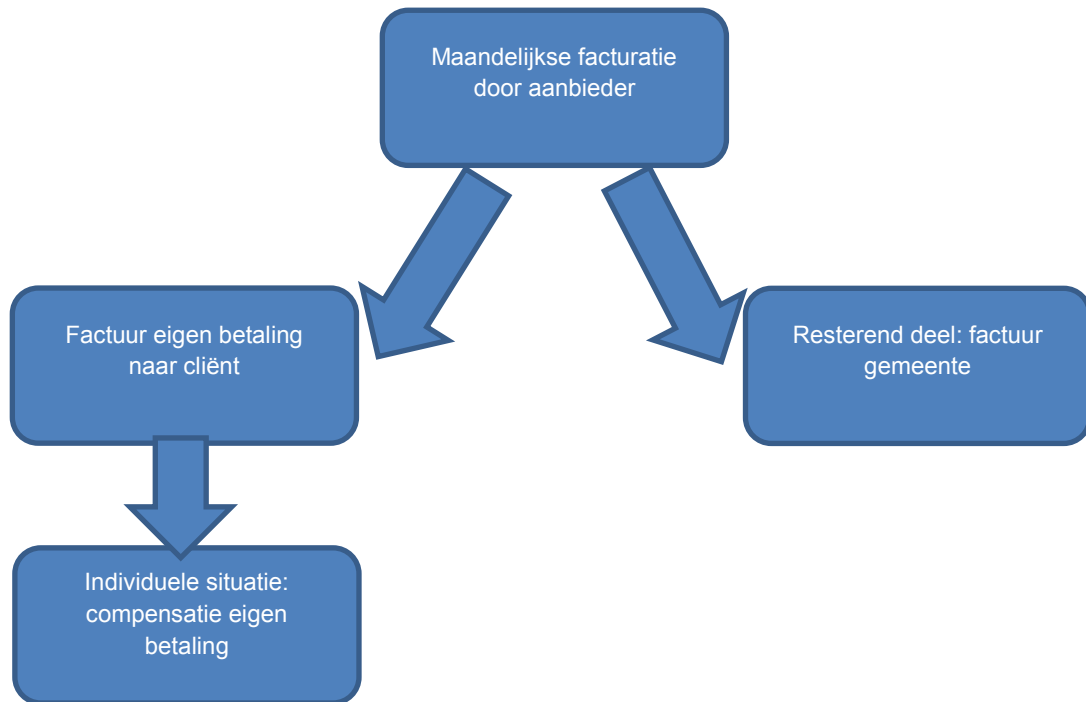 Maandelijkse facturatie
door aanbieder
Factuur eigen betaling
naar cliënt
Resterend deel: factuur
gemeente
Individuele situatie:
compensatie eigen
betaling